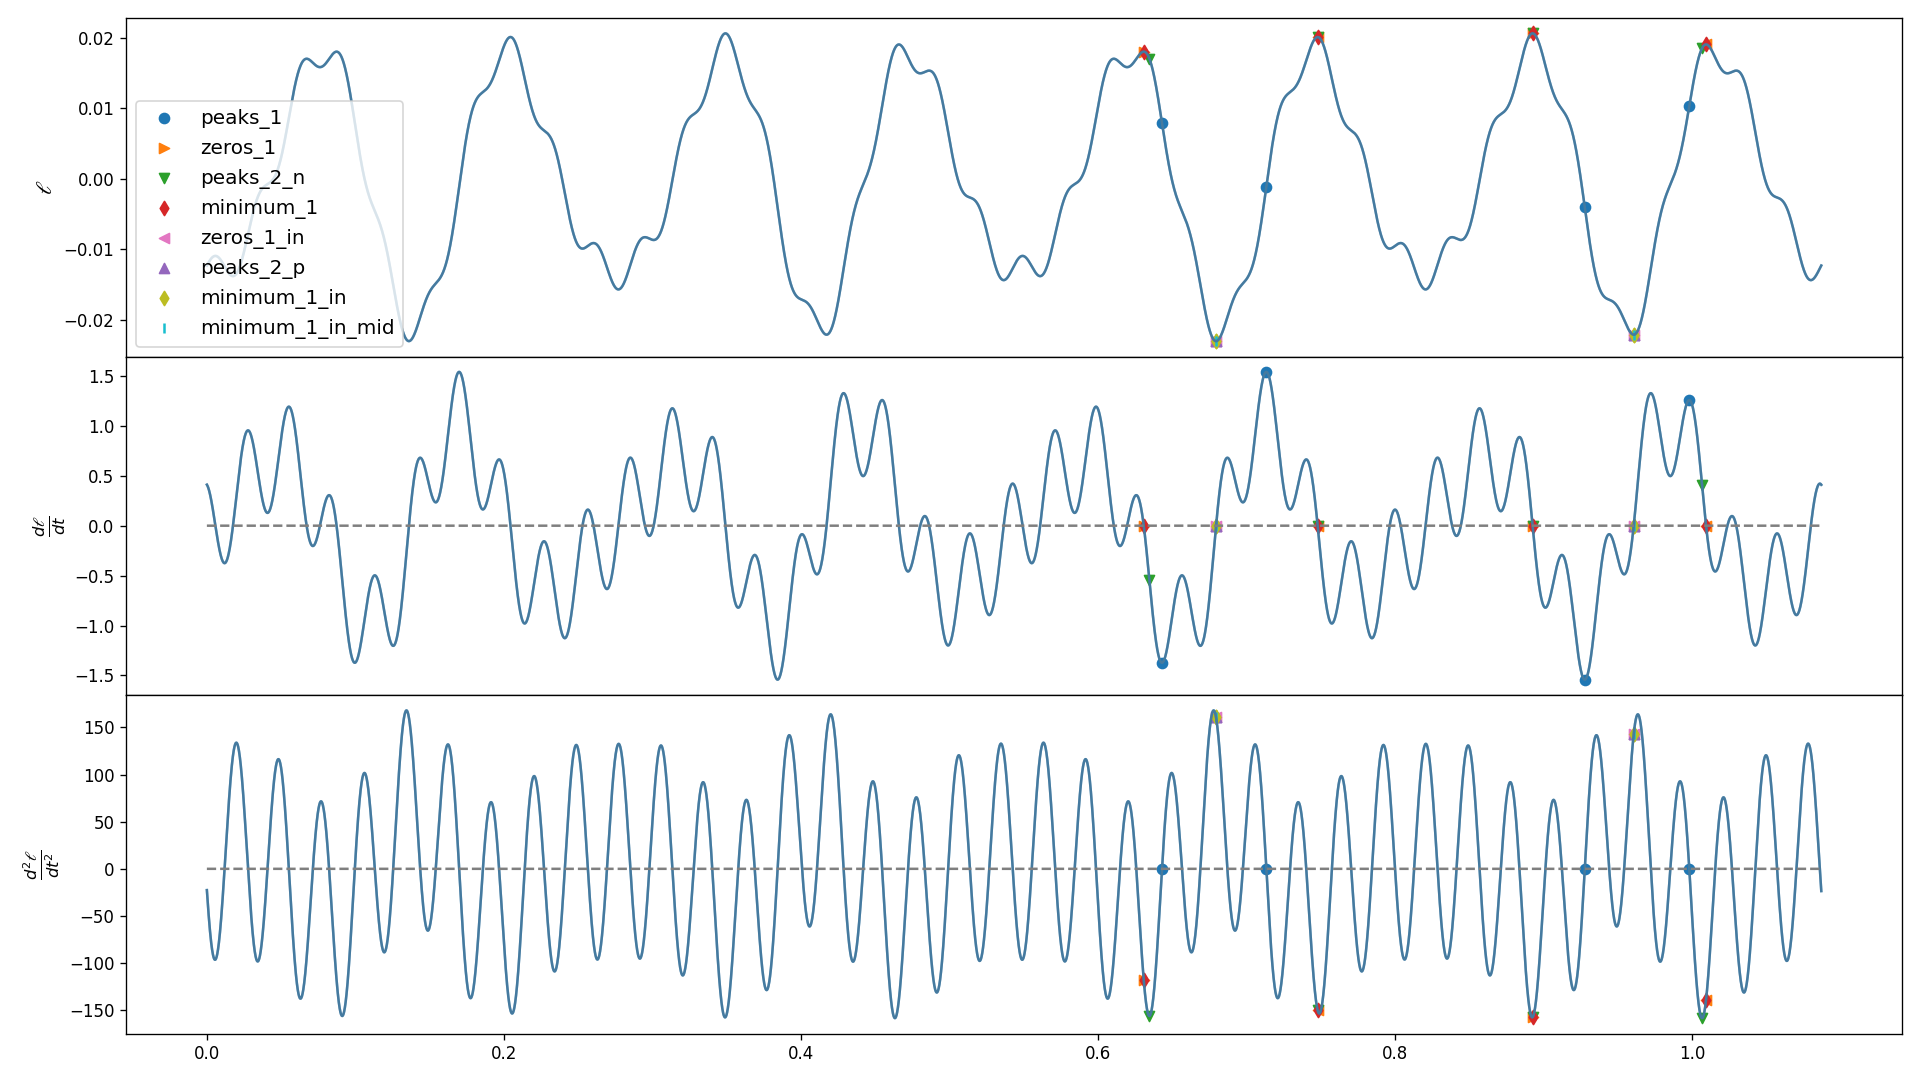 0.02
0.01
0.00
−0.01
−0.02
ℓ
peaks_1
zeros_1
peaks_2_n
minimum_1
zeros_1_in
peaks_2_p
minimum_1_in
minimum_1_in_mid
1.5
1.0
0.5
0.0
−0.5
−1.0
−1.5
dℓ
dt
150
100
50
0
−50
−100
−150
d²ℓ
dt²
0.0 0.2 0.4 0.6 0.8 1.0